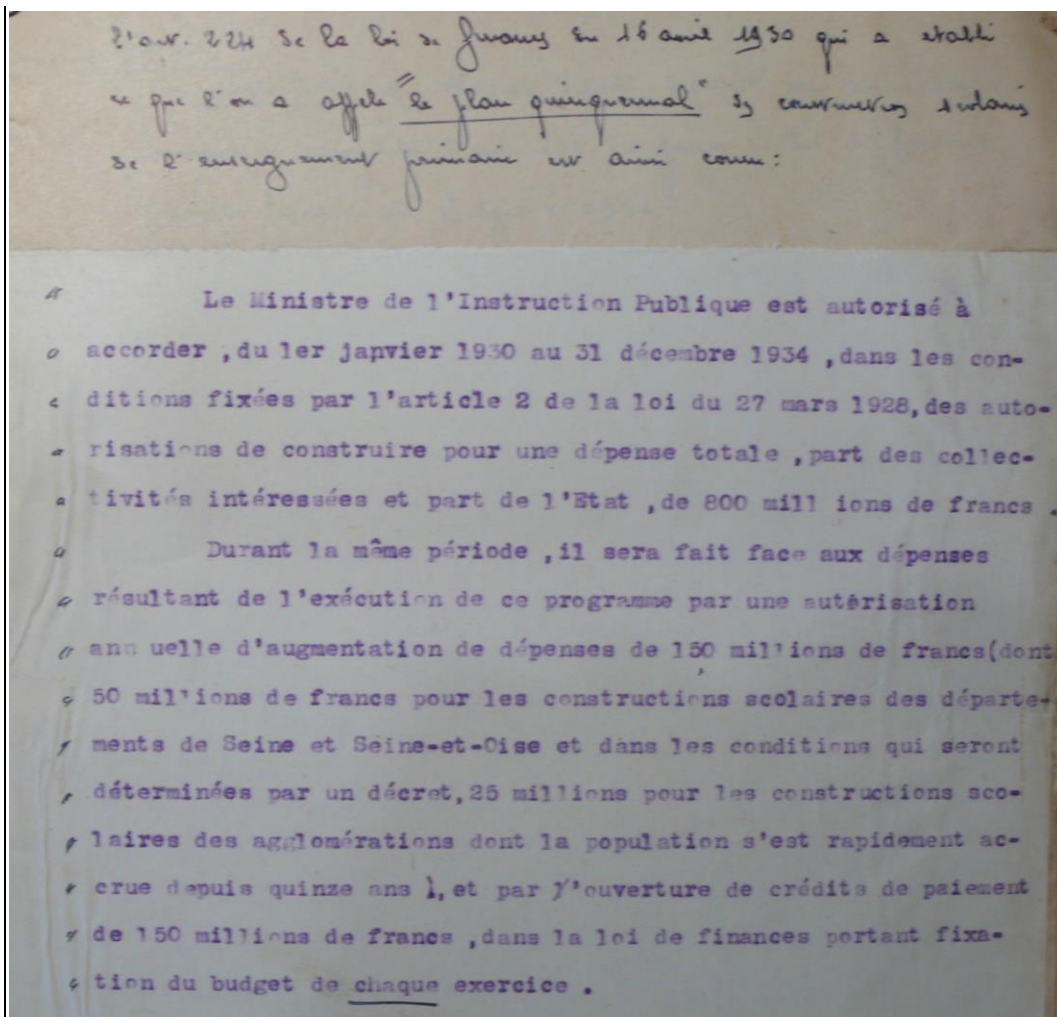 l'art. 224 de la loi de finances du 16 avril 1930 qui a établi
ce que l'on a appelé "le plan quinquennal" des constructions scolaires
de l'enseignement primaire est ainsi conçu :
" Le Ministre de l'Instruction Publique est autorisé à
" accorder ,du 1er janvier 1930 au 31 décembre 1934 ,dans les con-
" ditions fixées par l'article 2 de la loi du 27 mars 1928,des auto-
" risations de construire pour une dépense totale ,part des collec-
" tivités intéressées et part de l'Etat ,de 800 mill ions de francs .
" Durant la même période ,il sera fait face aux dépenses
" résultant de l'exécution de ce programme par une autorisation
" ann uelle d'augmentation de dépenses de 150 millions de francs(dont
" 50 millions de francs pour les constructions scolaires des départe-
" ments de Seine et Seine-et-Oise et dans les conditions qui seront
" déterminées par un décret,25 millions pour les constructions sco-
" laires des agglomérations dont la population s'est rapidement ac-
" crue depuis quinze ans ), et par l'ouverture de crédits de paiement
" de 150 millions de francs ,dans la loi de finances portant fixa-
" tion du budget de chaque exercice .